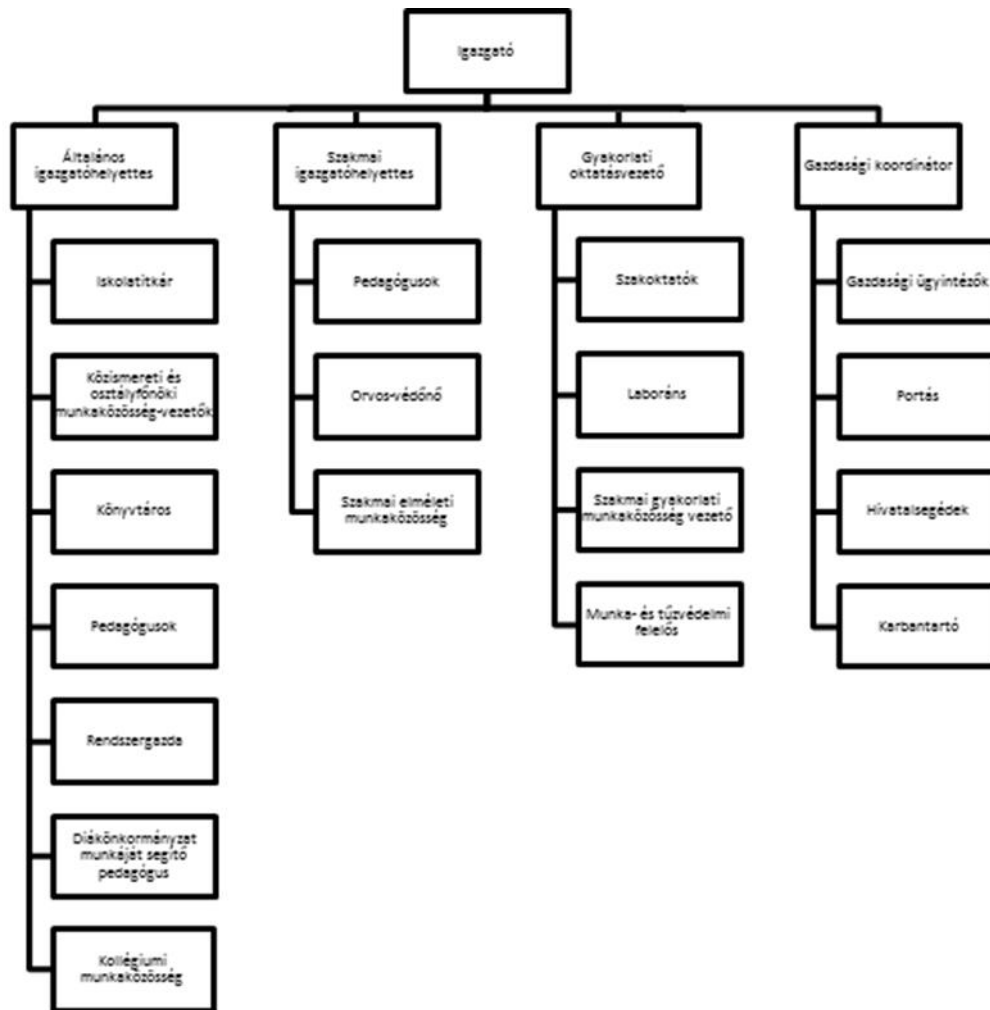 Igazgató
Általános
igazgatóhelyettes
Iskolatitkár
Közismereti és
osztályfőnöki
munkaközösség-vezetők
Könyvtáros
Pedagógusok
Rendszergazda
Diákönkormányzat
munkáját segítő
pedagógus
Kollégiumi
munkaközösség
Szakmai
igazgatóhelyettes
Pedagógusok
Orvos-védőnő
Szakmai elméleti
munkaközösség
Gyakorlati
oktatásvezető
Szakoktatók
Laboráns
Szakmai gyakorlati
munkaközösség vezető
Munka- és tűzvédelmi
felelős
Gazdasági koordinátor
Gazdasági ügyintézők
Portás
Hivatalsegédek
Karbantartó